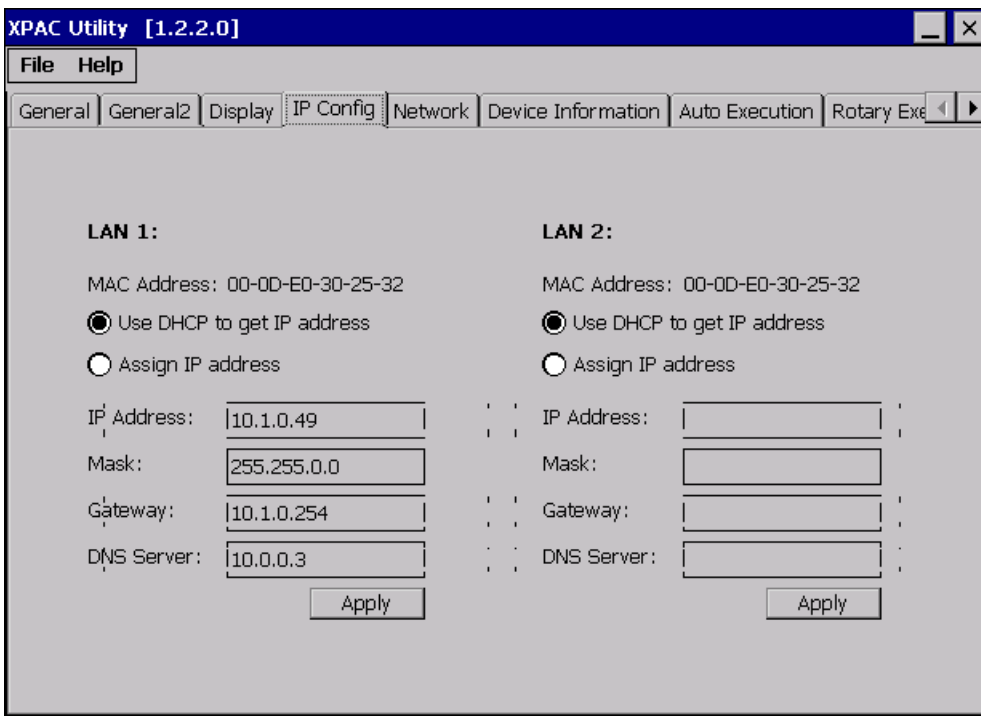 XPAC Utility [1.2.2.0]
File Help
General General2 Display IP Config Network Device Information Auto Execution Rotary Exe
LAN 1:
MAC Address: 00-0D-E0-30-25-32
Use DHCP to get IP address
Assign IP address
IP Address: 10.1.0.49
Mask: 255.255.0.0
Gateway: 10.1.0.254
DNS Server: 10.0.0.3
Apply
LAN 2:
MAC Address: 00-0D-E0-30-25-32
Use DHCP to get IP address
Assign IP address
IP Address:
Mask:
Gateway:
DNS Server:
Apply